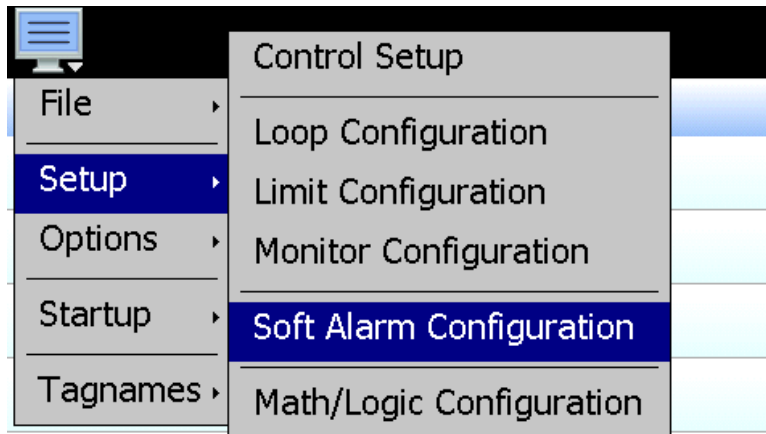 File
Setup
Options
Startup
Tagnames
Control Setup
Loop Configuration
Limit Configuration
Monitor Configuration
Soft Alarm Configuration
Math/Logic Configuration